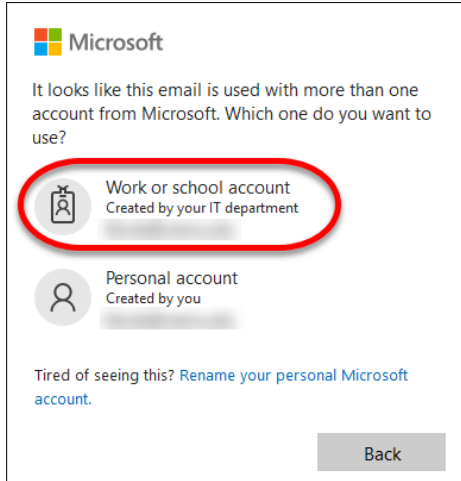 Microsoft
It looks like this email is used with more than one
account from Microsoft. Which one do you want to
use?
Work or school account
Created by your IT department
Personal account
Created by you
Tired of seeing this? Rename your personal Microsoft
account.
Back